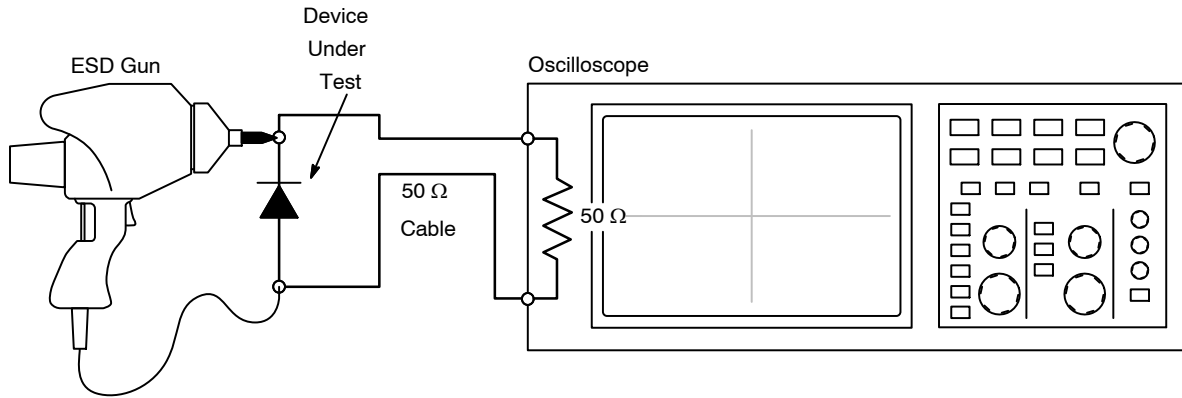 Device
Under
Test
ESD Gun
Oscilloscope
50 Ω
Cable
50 Ω